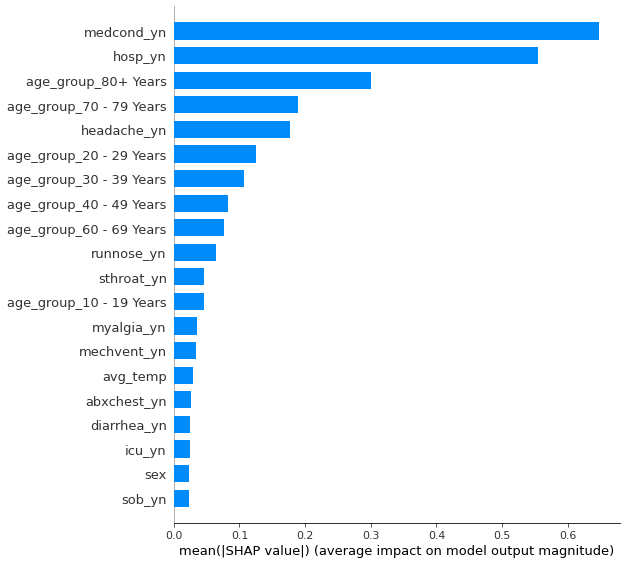 medcond_yn
hosp_yn
age_group_80+ Years
age_group_70 - 79 Years
headache_yn
age_group_20 - 29 Years
age_group_30 - 39 Years
age_group_40 - 49 Years
age_group_60 - 69 Years
runnose_yn
sthroat_yn
age_group_10 - 19 Years
myalgia_yn
mechvent_yn
avg_temp
abxchest_yn
diarrhea_yn
icu_yn
sex
sob_yn
0.0 0.1 0.2 0.3 0.4 0.5 0.6
mean(|SHAP value|) (average impact on model output magnitude)